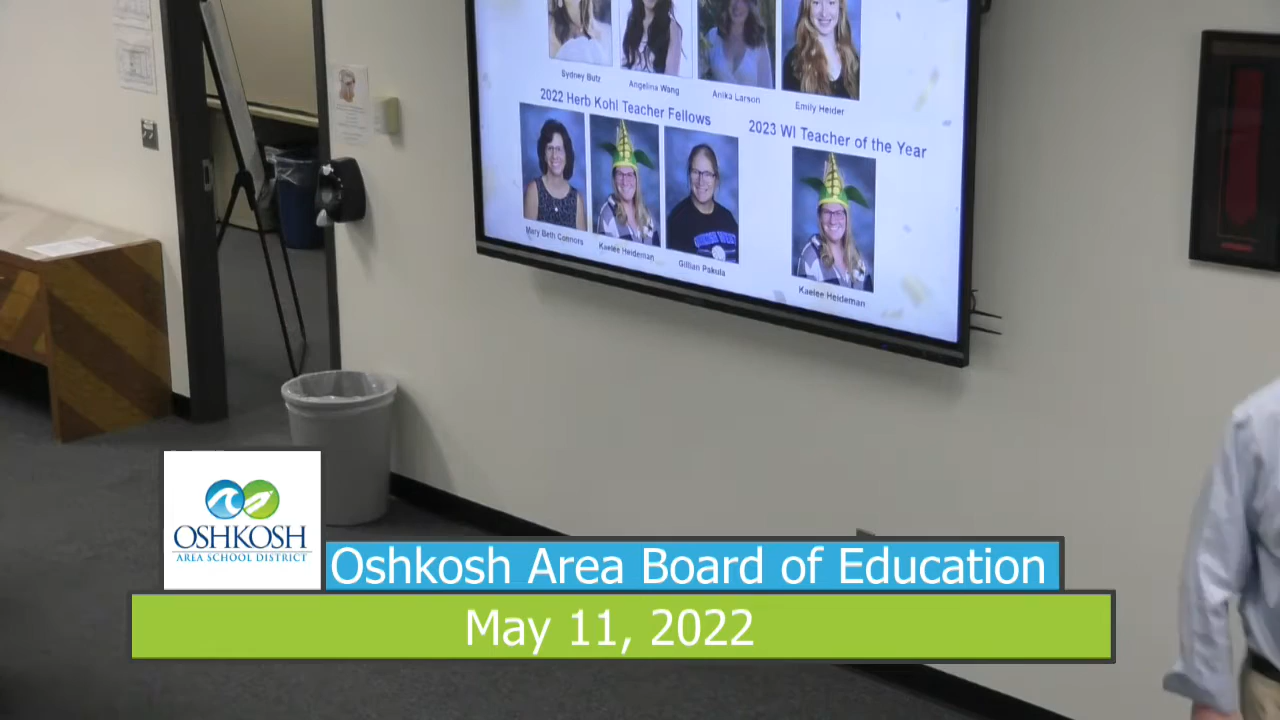 Sydney Butz
Angelina Wang
Anika Larson
Emily Heider
2022 Herb Kohl Teacher Fellows
2023 WI Teacher of the Year
Mary Beth Connors
Kaelee Heideman
Gillian Pakula
Kaelee Heideman
OSHKOSH
AREA SCHOOL DISTRICT
Oshkosh Area Board of Education
May 11, 2022